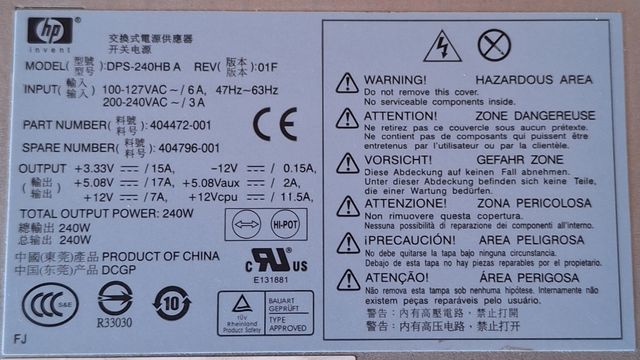 hp
invent
交換式電源供應器
开关电源
MODEL(型號/型号):DPS-240HB A REV(版本/版本):01F
INPUT(輸入/输入) 100-127VAC~/6A, 47Hz~63Hz
200-240VAC~/3A
PART NUMBER(料號/料号): 404472-001
SPARE NUMBER(料號/料号): 404796-001
CE
OUTPUT +3.33V ⎓/15A, -12V ⎓/ 0.15A,
(輸出/输出) +5.08V ⎓/17A, +5.08Vaux ⎓/ 2A,
+12V ⎓/ 7A, +12Vcpu ⎓/ 11.5A,
TOTAL OUTPUT POWER: 240W
總輸出 240W
总输出 240W
HI-POT
中國(東莞)產品 PRODUCT OF CHINA
中国(东莞)产品 DCGP
c RU US
E131881
CCC S&E
R33030
10
TÜV
Rheinland
Product Safety
BAUART
GEPRÜFT
TYPE
APPROVED
FJ
WARNING! HAZARDOUS AREA
Do not remove this cover.
No serviceable components inside.
ATTENTION! ZONE DANGEREUSE
Ne retirez pas ce couvercle sous aucun prétexte.
Ne contient pas de composants qui puissent être
entretenus par l'utilisateur ou par la clientèle.
VORSICHT! GEFAHR ZONE
Diese Abdeckung auf keinen Fall abnehmen.
Unter dieser Abdeckung befinden sich keine Teile,
die einer Wartung bedürfen.
ATTENZIONE! ZONA PERICOLOSA
Non rimuovere questa copertura.
Nessuna possibilità di riparazione dei componenti all'interno.
¡PRECAUCIÓN! AREA PELIGROSA
No debe quitarse la tapa bajo ninguna circunstancia.
Debajo de esta tapa no hay piezas reparables por el propietario.
ATENÇÃO! ÁREA PERIGOSA
Não remova esta tampa sob nenhuma hipótese. Internamente não
existem peças reparáveis pelo usuário.
警告：內有高壓電路、禁止打開
警告：内有高压电路、禁止打开